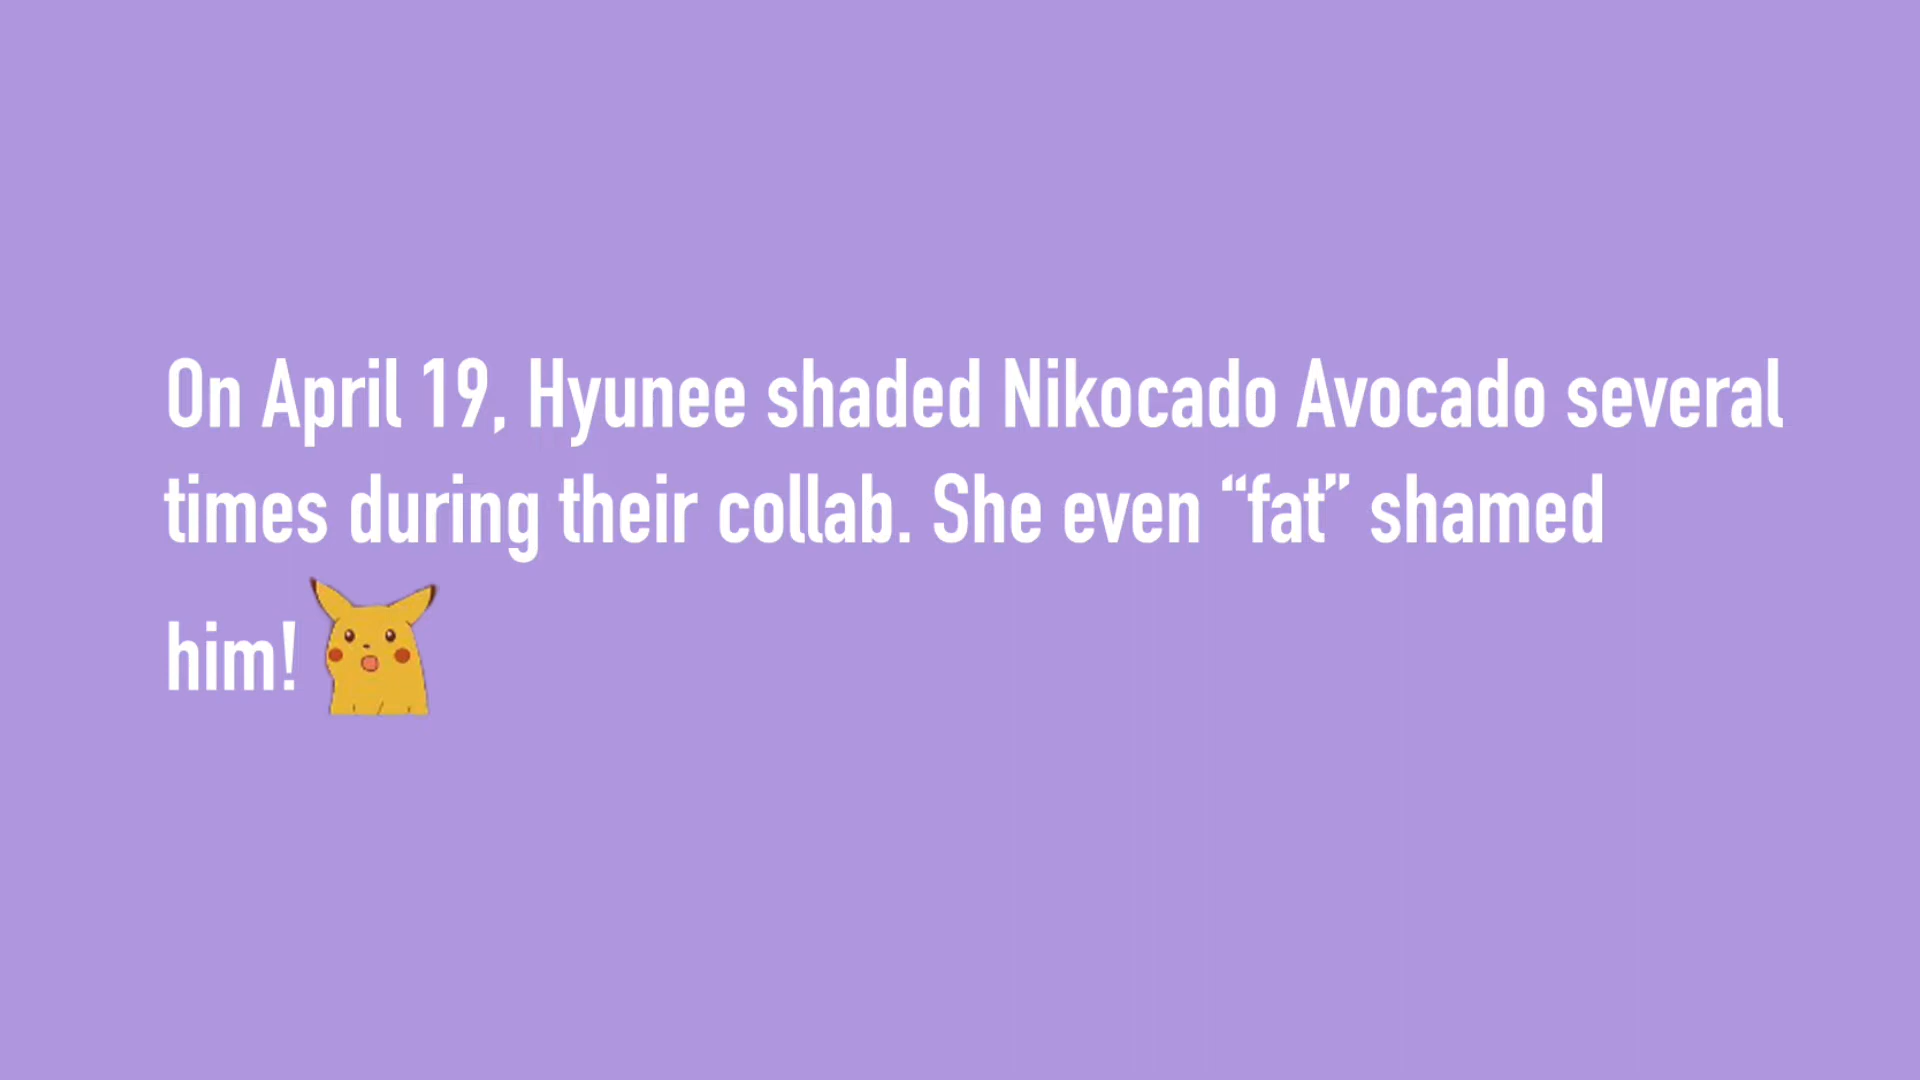 On April 19, Hyunee shaded Nikocado Avocado several
times during their collab. She even “fat” shamed
him!